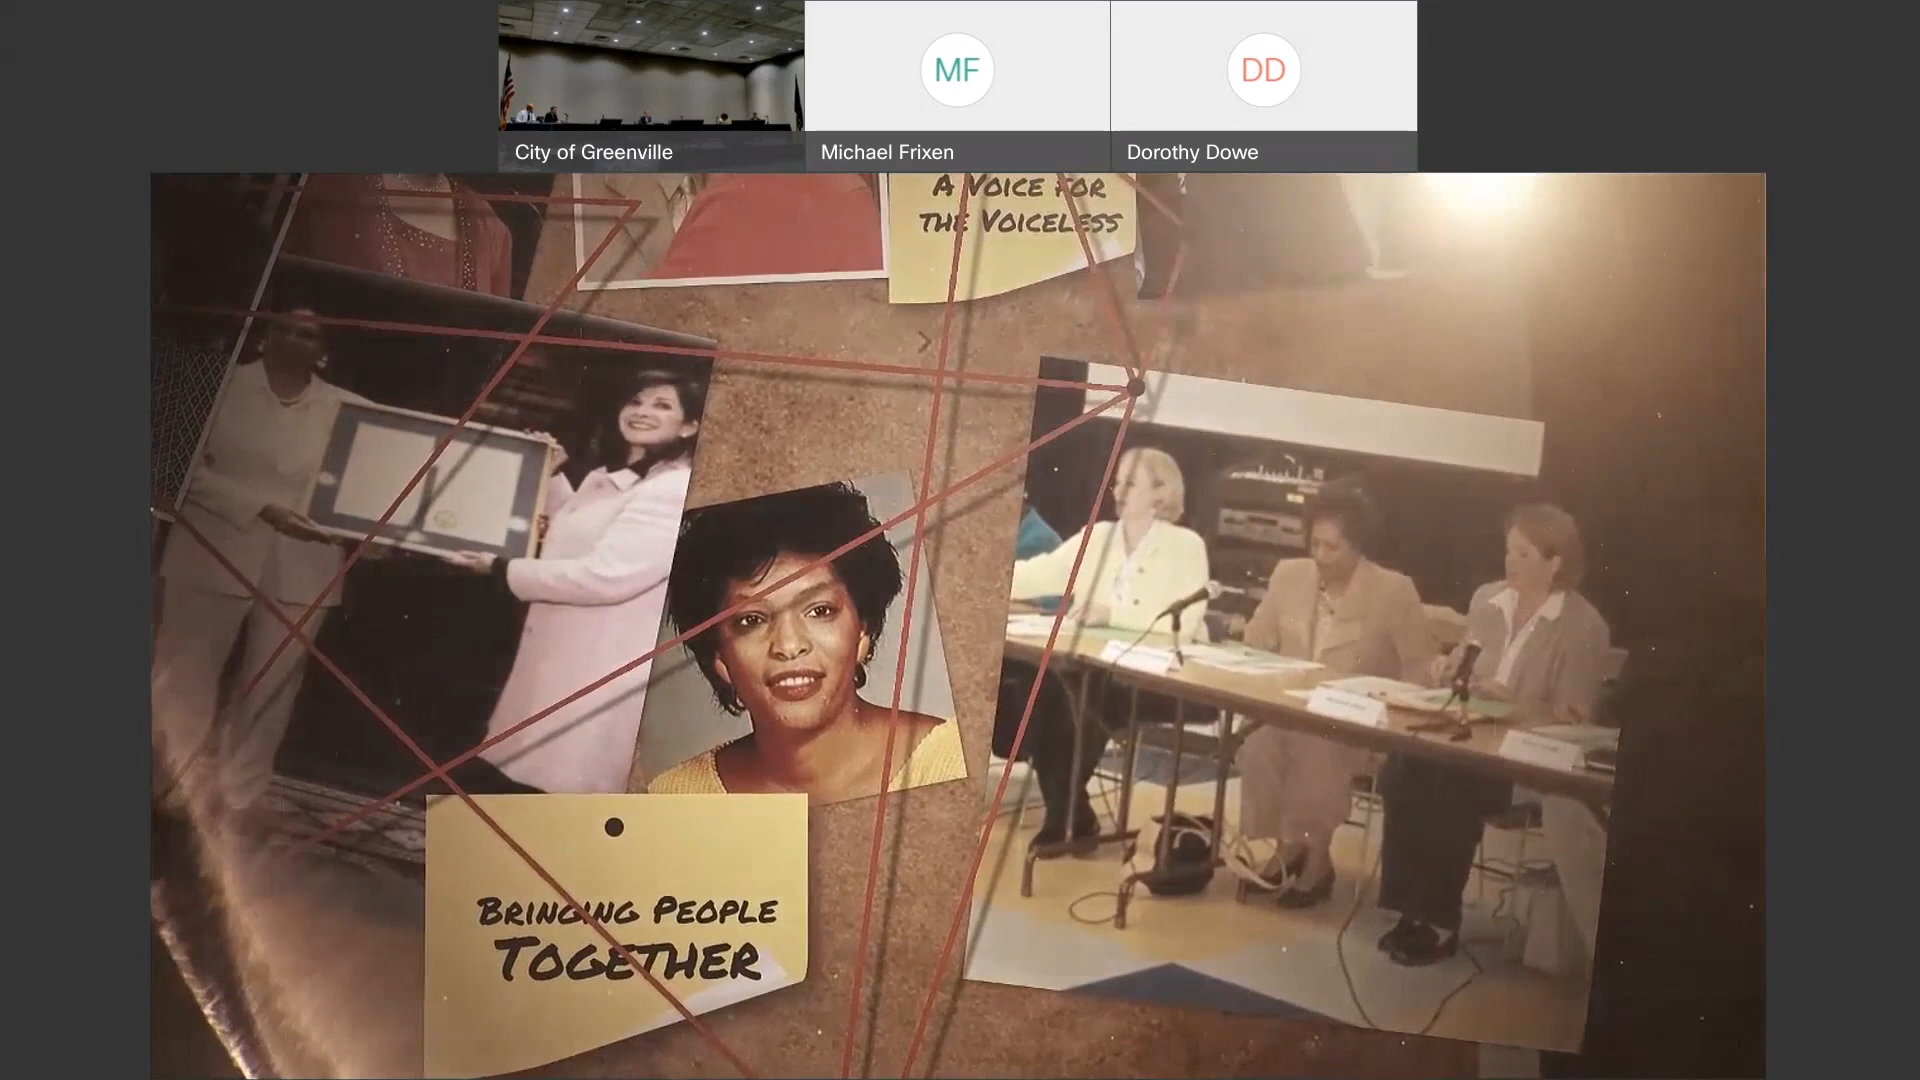 MF
DD
City of Greenville
Michael Frixen
Dorothy Dowe
A Voice for
the Voiceless
Bringing People
Together